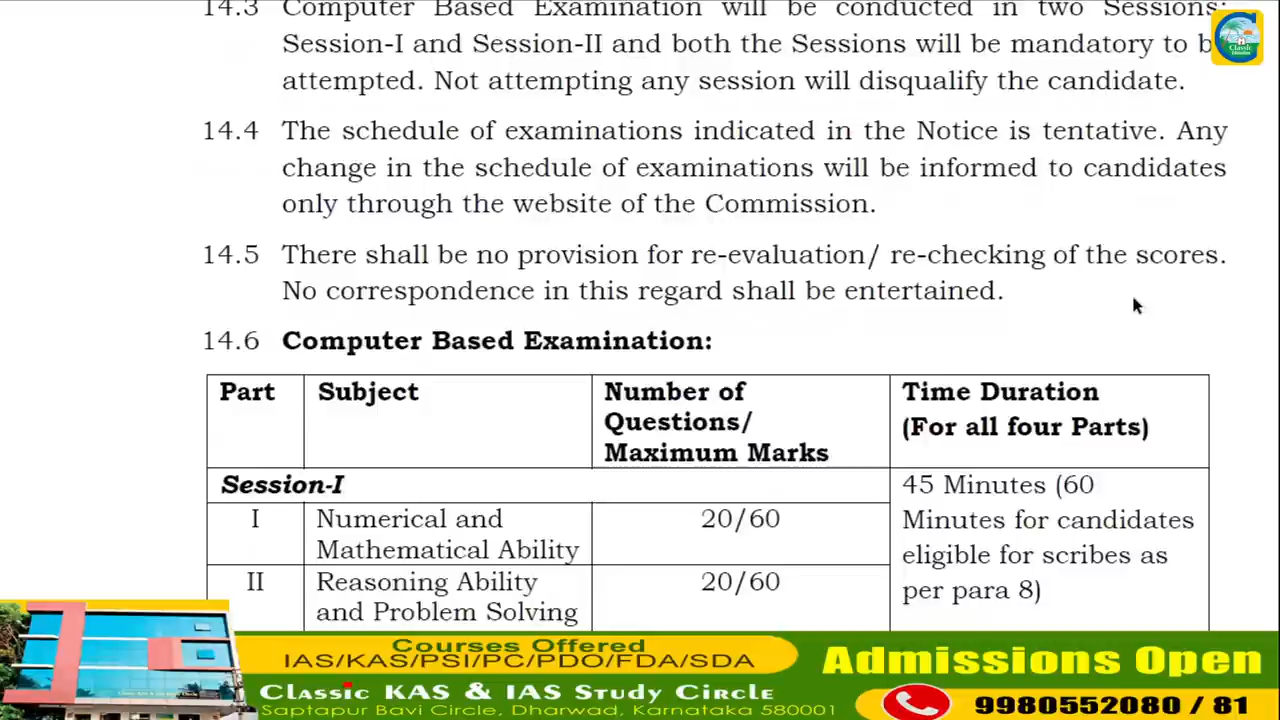 14.3 Computer Based Examination will be conducted in two Sessions:
Session-I and Session-II and both the Sessions will be mandatory to b
attempted. Not attempting any session will disqualify the candidate.
14.4 The schedule of examinations indicated in the Notice is tentative. Any
change in the schedule of examinations will be informed to candidates
only through the website of the Commission.
14.5 There shall be no provision for re-evaluation/ re-checking of the scores.
No correspondence in this regard shall be entertained.
14.6 Computer Based Examination:
Part Subject Number of Questions/ Maximum Marks Time Duration (For all four Parts)
Session-I
45 Minutes (60
Minutes for candidates
eligible for scribes as
per para 8)
I Numerical and Mathematical Ability 20/60
II Reasoning Ability and Problem Solving 20/60
Courses Offered
IAS/KAS/PSI/PC/PDO/FDA/SDA
Classic KAS & IAS Study Circle
Saptapur Bavi Circle, Dharwad, Karnataka 580001
Admissions Open
9980552080 / 81
Classic